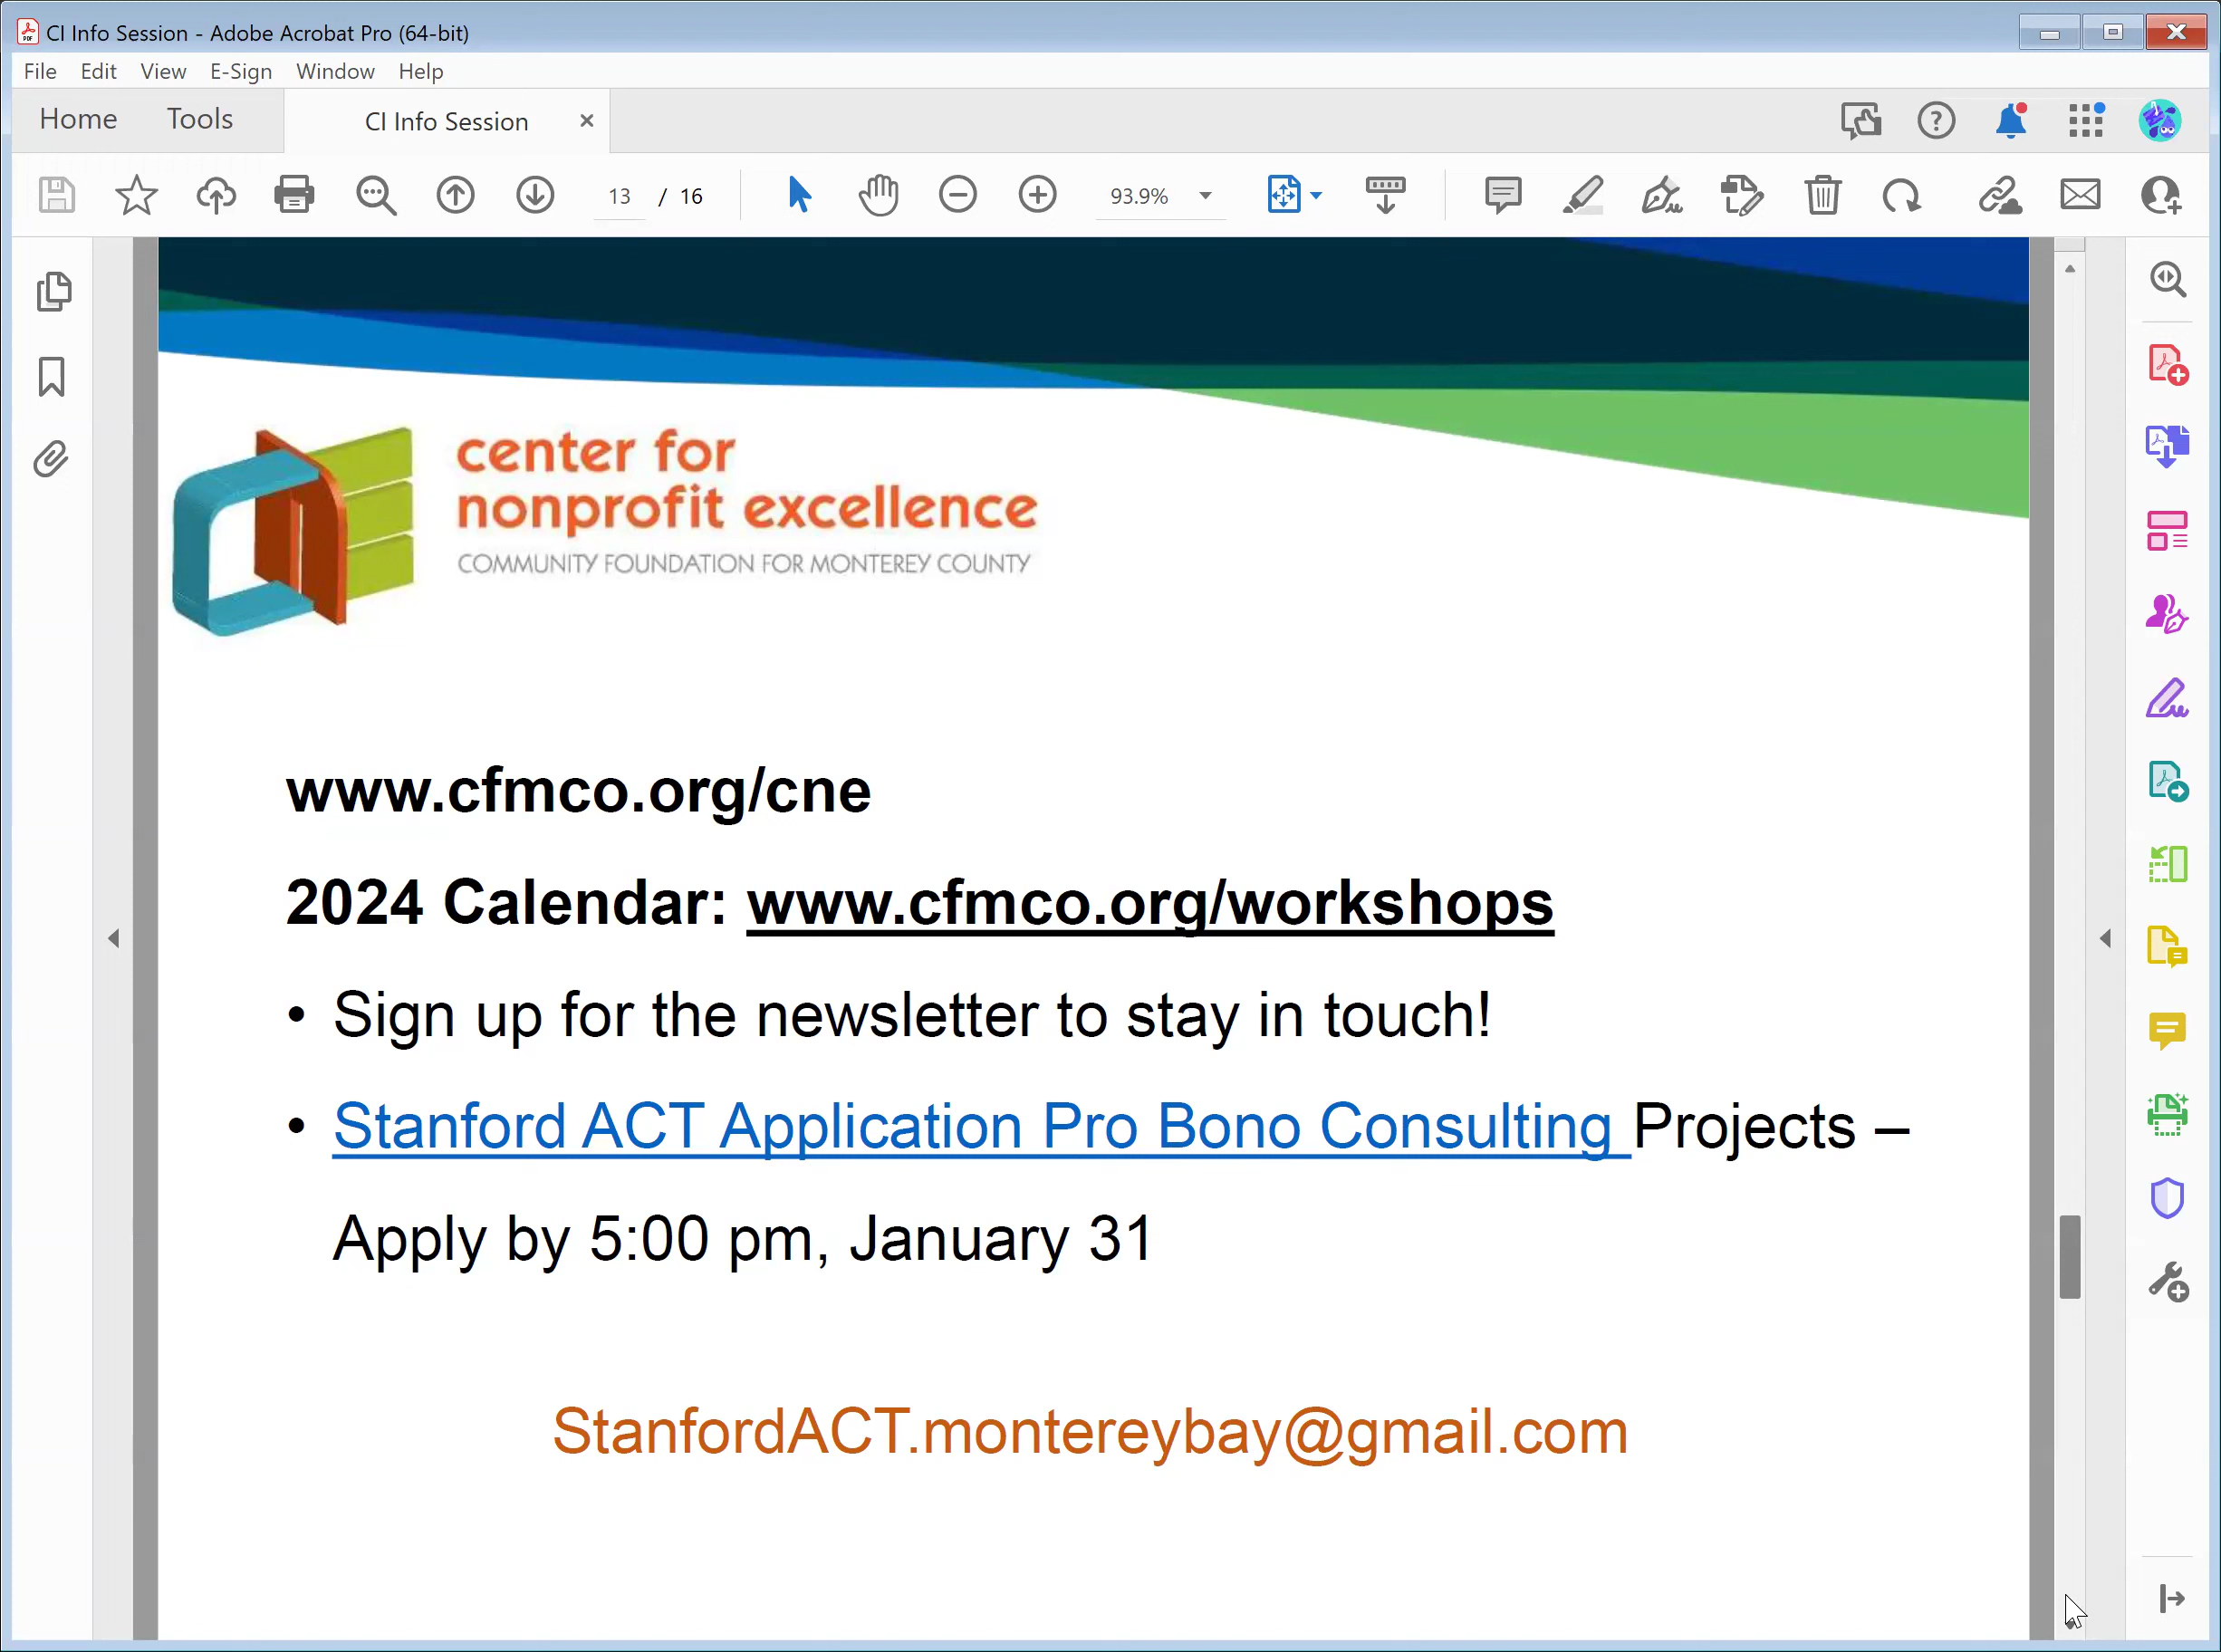 CI Info Session - Adobe Acrobat Pro (64-bit)
File Edit View E-Sign Window Help
Home Tools CI Info Session
13 / 16 93.9%
center for
nonprofit excellence
COMMUNITY FOUNDATION FOR MONTEREY COUNTY
www.cfmco.org/cne
2024 Calendar: www.cfmco.org/workshops
• Sign up for the newsletter to stay in touch!
• Stanford ACT Application Pro Bono Consulting Projects –
Apply by 5:00 pm, January 31
StanfordACT.montereybay@gmail.com